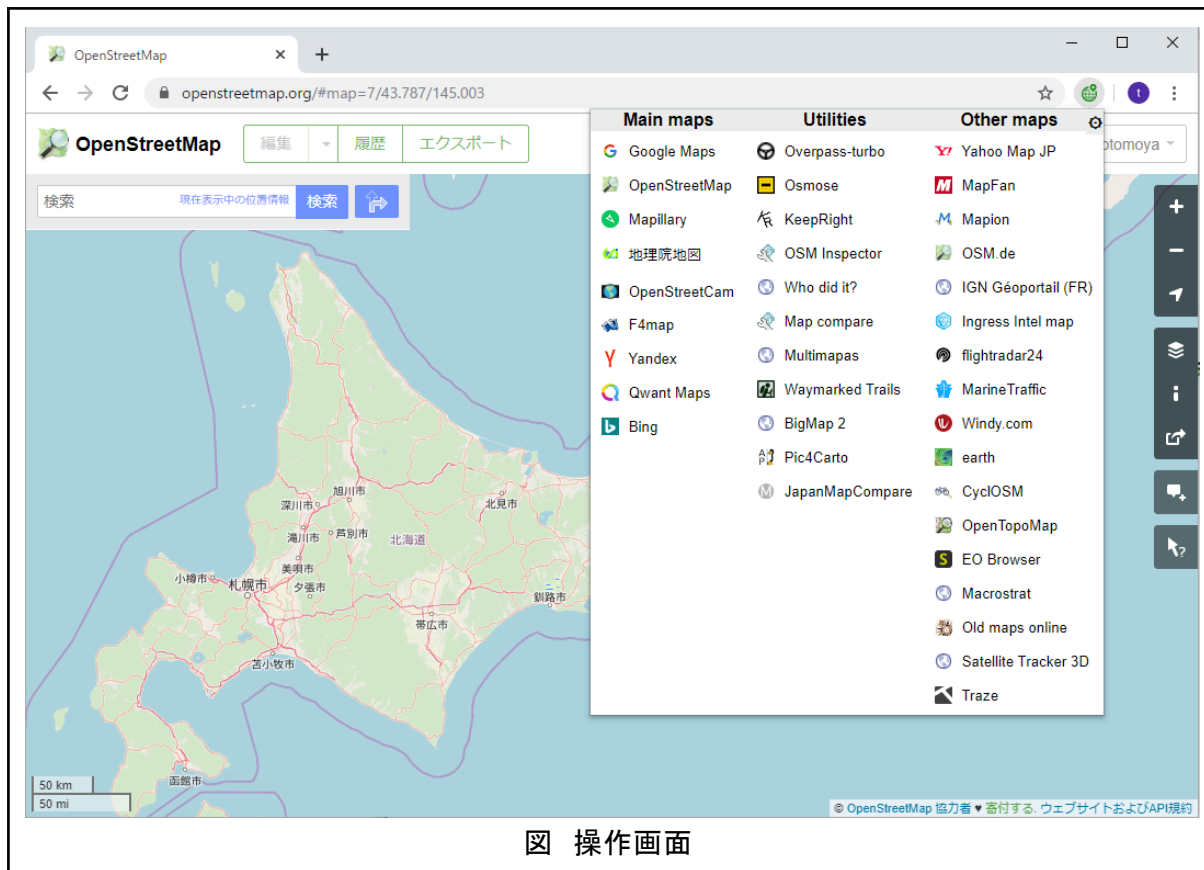 OpenStreetMap
openstreetmap.org/#map=7/43.787/145.003
t
OpenStreetMap
編集
履歴
エクスポート
otomoya
検索
現在表示中の位置情報
検索
Main maps
Google Maps
OpenStreetMap
Mapillary
地理院地図
OpenStreetCam
F4map
Yandex
Qwant Maps
Bing
Utilities
Overpass-turbo
Osmose
KeepRight
OSM Inspector
Who did it?
Map compare
Multimapas
Waymarked Trails
BigMap 2
Pic4Carto
JapanMapCompare
Other maps
Yahoo Map JP
MapFan
Mapion
OSM.de
IGN Géoportail (FR)
Ingress Intel map
flightradar24
MarineTraffic
Windy.com
earth
CyclOSM
OpenTopoMap
EO Browser
Macrostrat
Old maps online
Satellite Tracker 3D
Traze
旭川市
深川市
北見市
滝川市
芦別市
北海道
美唄市
小樽市
札幌市
夕張市
釧路市
帯広市
苫小牧市
函館市
50 km
50 mi
© OpenStreetMap 協力者 ♥ 寄付する. ウェブサイトおよびAPI規約
図 操作画面